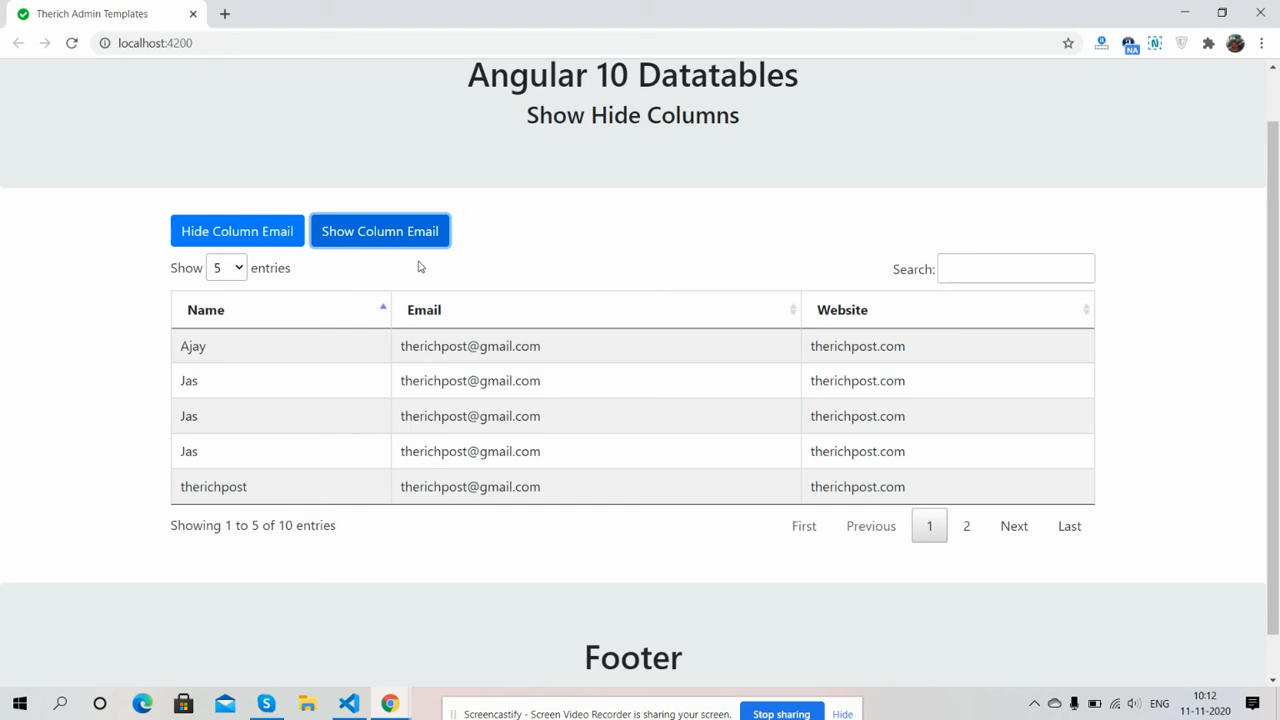 Therich Admin Templates
localhost:4200
NA
Angular 10 Datatables
Show Hide Columns
Hide Column Email Show Column Email
Show 5 entries Search:
Name Email Website
Ajay therichpost@gmail.com therichpost.com
Jas therichpost@gmail.com therichpost.com
Jas therichpost@gmail.com therichpost.com
Jas therichpost@gmail.com therichpost.com
therichpost therichpost@gmail.com therichpost.com
Showing 1 to 5 of 10 entries First Previous 1 2 Next Last
Footer
Screencastify - Screen Video Recorder is sharing your screen. Stop sharing Hide
ENG
10:12
11-11-2020